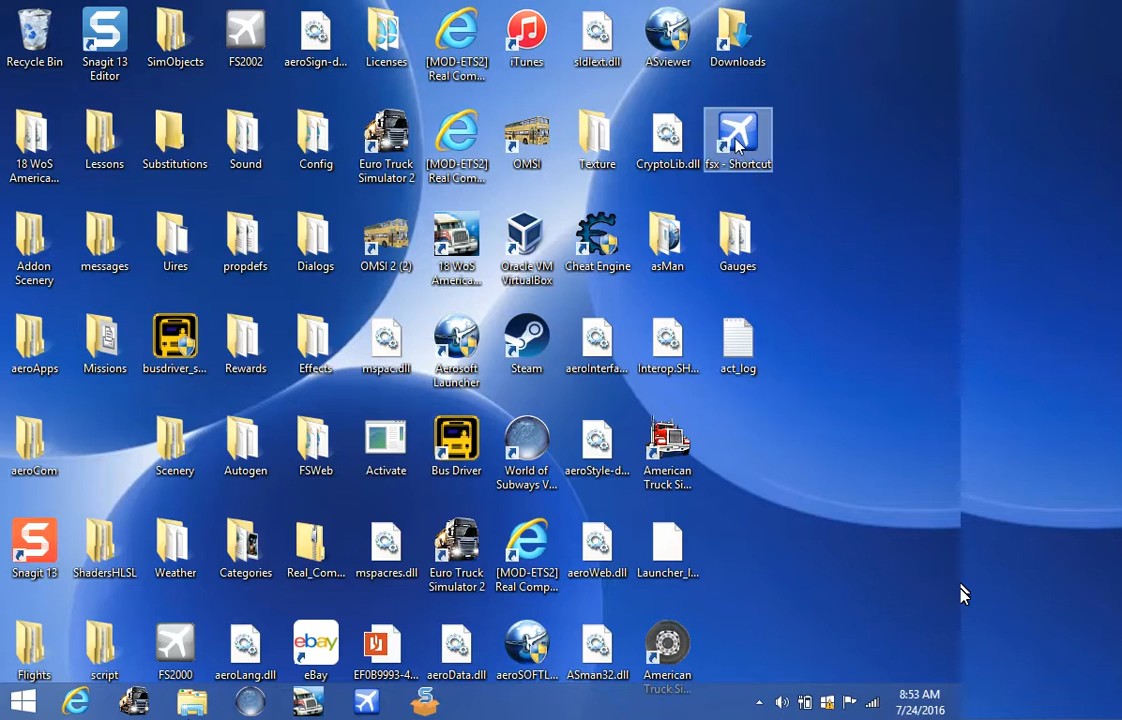 Recycle Bin
Snagit 13
Editor
SimObjects
FS2002
aeroSign-d...
Licenses
[MOD-ETS2]
Real Com...
iTunes
sldlext.dll
ASviewer
Downloads
18 WoS
America...
Lessons
Substitutions
Sound
Config
Euro Truck
Simulator 2
[MOD-ETS2]
Real Com...
OMSI
Texture
CryptoLib.dll
fsx - Shortcut
Addon
Scenery
messages
Uires
propdefs
Dialogs
OMSI 2 (2)
18 WoS
America...
Oracle VM
VirtualBox
Cheat Engine
asMan
Gauges
aeroApps
Missions
busdriver_s...
Rewards
Effects
mspac.dll
Aerosoft
Launcher
Steam
aeroInterfa...
Interop.SH...
act_log
aeroCom
Scenery
Autogen
FSWeb
Activate
Bus Driver
World of
Subways V...
aeroStyle-d...
American
Truck Si...
Snagit 13
ShadersHLSL
Weather
Categories
Real_Com...
mspacres.dll
Euro Truck
Simulator 2
[MOD-ETS2]
Real Comp...
aeroWeb.dll
Launcher_l...
Flights
script
FS2000
aeroLang.dll
ebay
eBay
EF0B9993-4...
aeroData.dll
aeroSOFTL...
ASman32.dll
American
Truck Si...
8:53 AM
7/24/2016